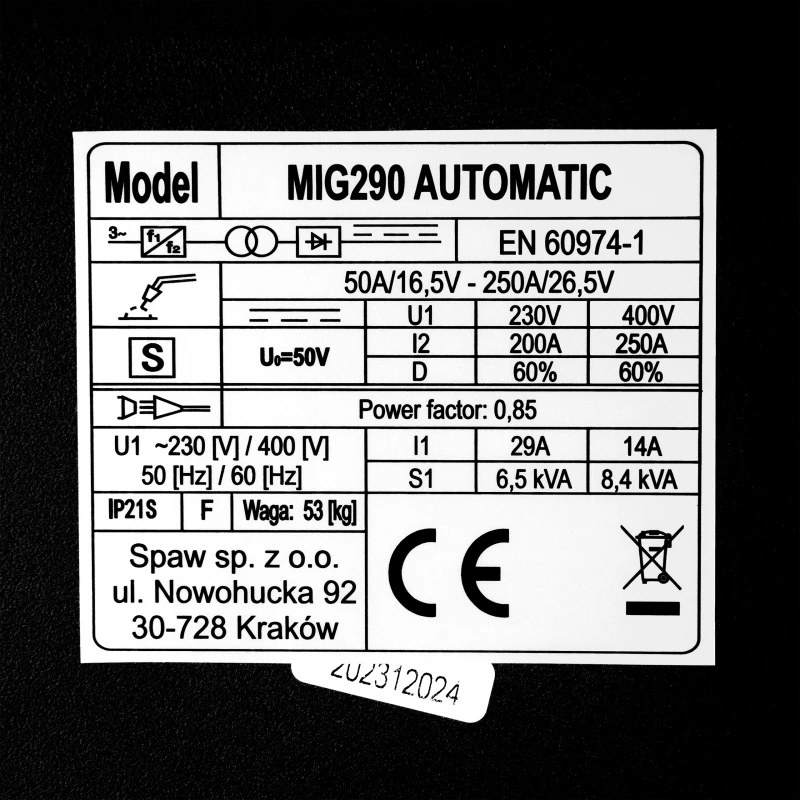 Model MIG290 AUTOMATIC
3~ f1/f2 EN 60974-1
50A/16,5V - 250A/26,5V
U1 230V 400V
S U₀=50V I2 200A 250A
D 60% 60%
Power factor: 0,85
U1 ~230 [V] / 400 [V] I1 29A 14A
50 [Hz] / 60 [Hz] S1 6,5 kVA 8,4 kVA
IP21S F Waga: 53 [kg]
Spaw sp. z o.o.
ul. Nowohucka 92
30-728 Kraków
CE
202312024